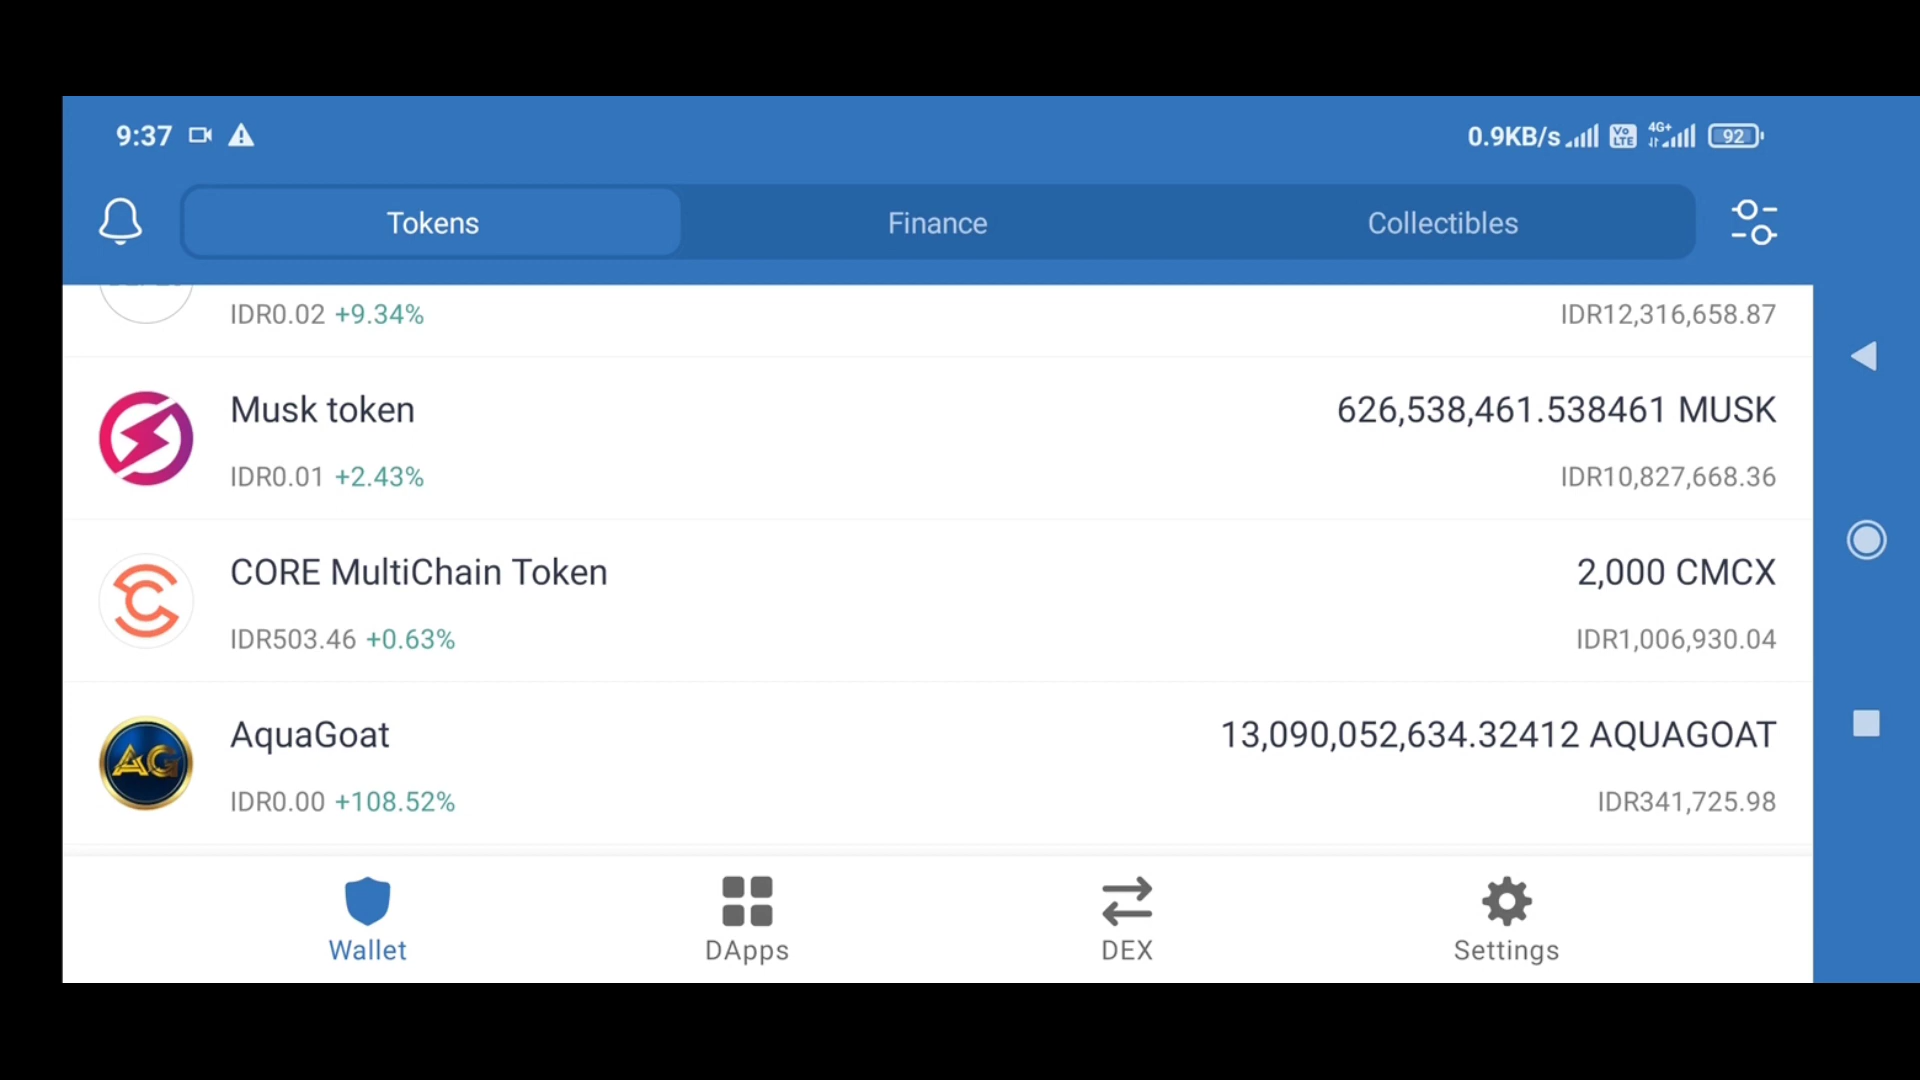 9:37
0.9KB/s VoLTE 4G+ 92
Tokens Finance Collectibles
IDR0.02 +9.34% IDR12,316,658.87
Musk token 626,538,461.538461 MUSK
IDR0.01 +2.43% IDR10,827,668.36
CORE MultiChain Token 2,000 CMCX
IDR503.46 +0.63% IDR1,006,930.04
AG
AquaGoat 13,090,052,634.32412 AQUAGOAT
IDR0.00 +108.52% IDR341,725.98
Wallet DApps DEX Settings